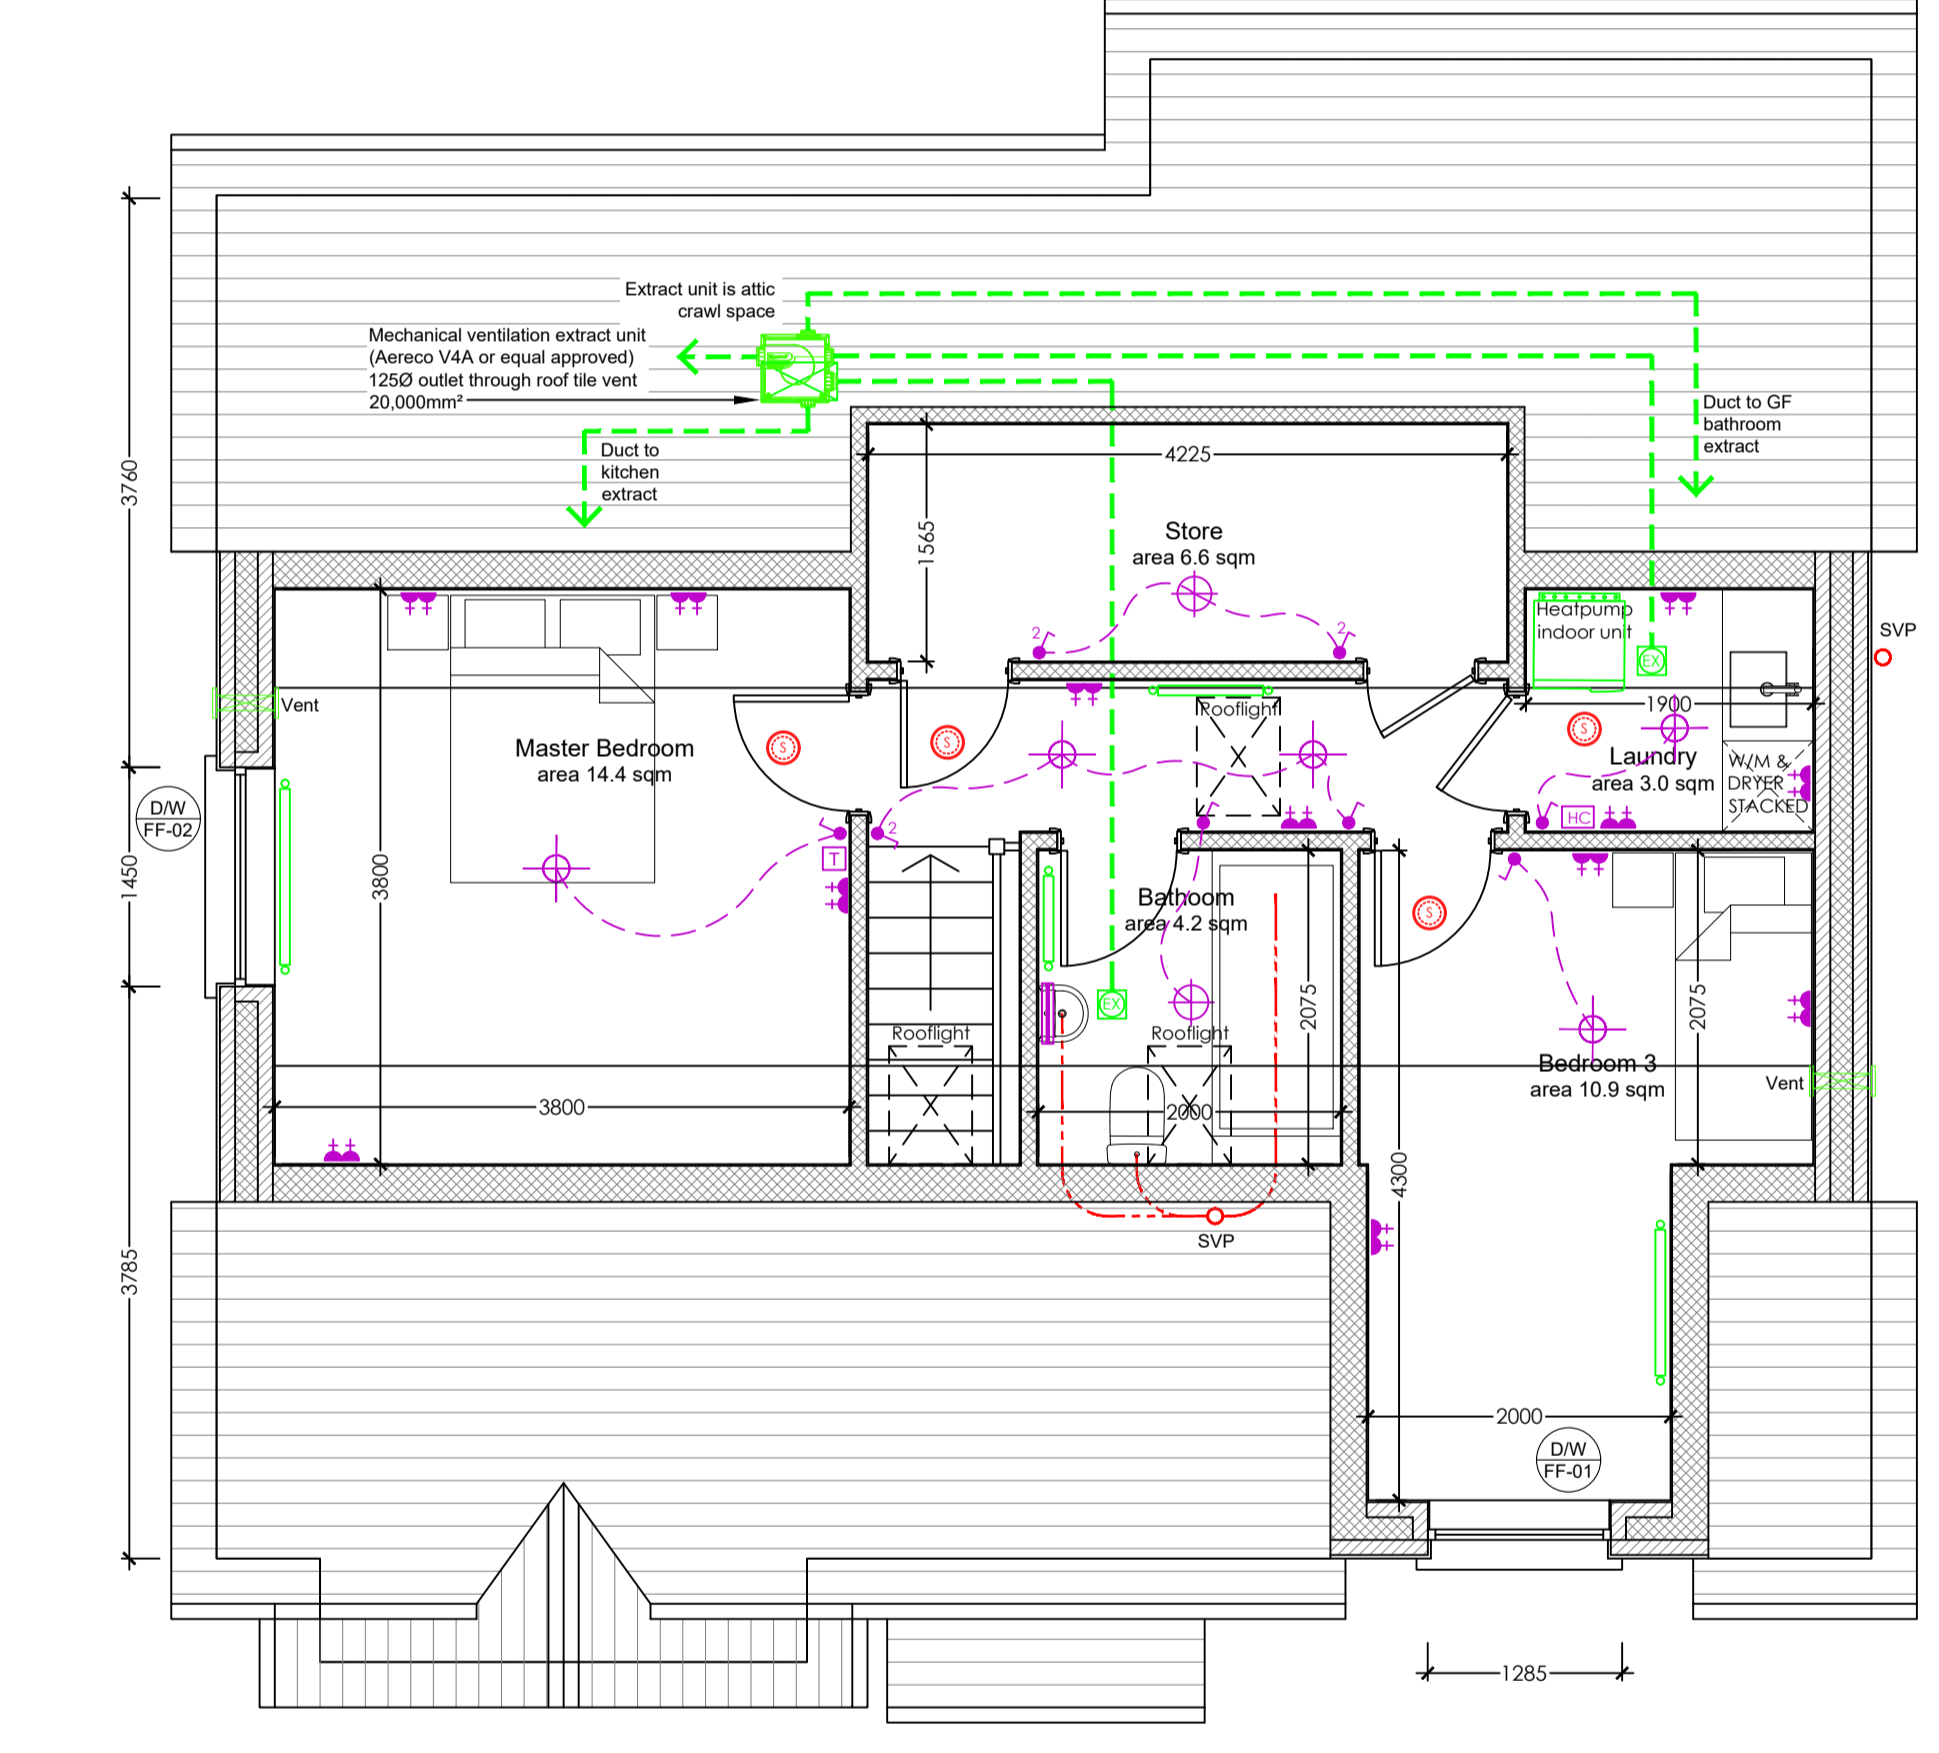 Extract unit is attic
crawl space
Mechanical ventilation extract unit
(Aereco V4A or equal approved)
125Ø outlet through roof tile vent
20,000mm²
Duct to
kitchen
extract
Duct to GF
bathroom
extract
3760
1450
3785
4225
1565
Store
area 6.6 sqm
2
2
Heatpump
indoor unit
EX
SVP
Vent
Rooflight
1900
Master Bedroom
area 14.4 sqm
S
S
S
Laundry
area 3.0 sqm
W/M &
DRYER
STACKED
D/W
FF-02
HC
2
T
3800
Bathoom
area 4.2 sqm
S
EX
2075
2075
Rooflight
Rooflight
Bedroom 3
area 10.9 sqm
Vent
3800
2000
4300
SVP
2000
D/W
FF-01
1285